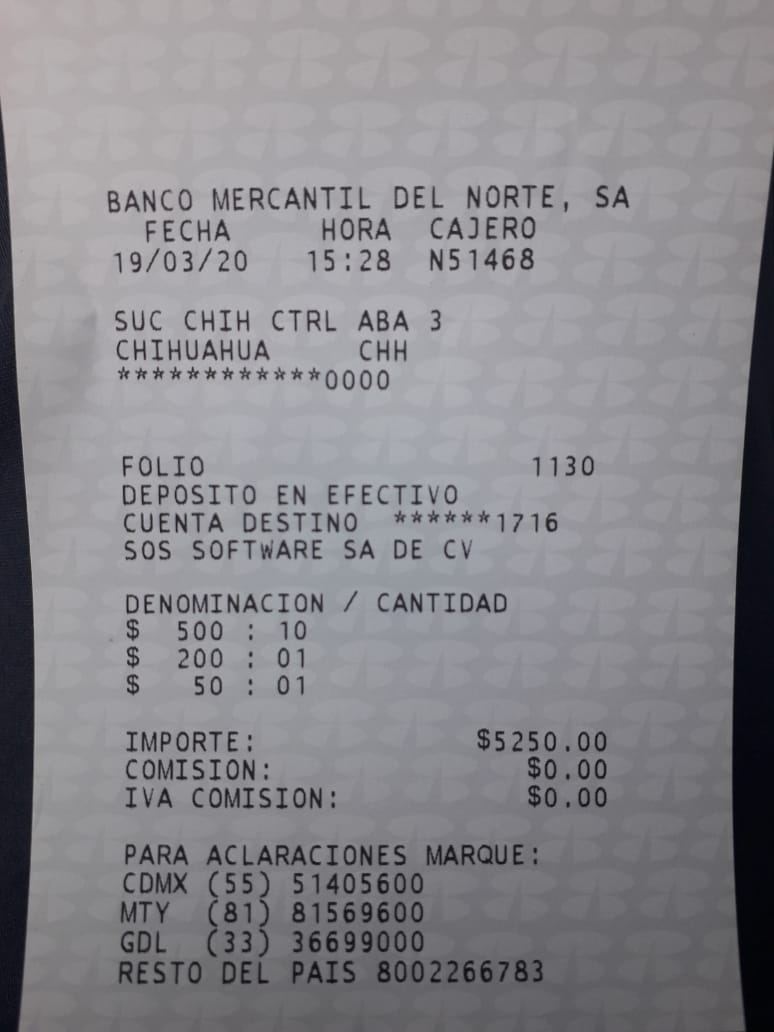 BANCO MERCANTIL DEL NORTE, SA
FECHA HORA CAJERO
19/03/20 15:28 N51468
SUC CHIH CTRL ABA 3
CHIHUAHUA CHH
************0000
FOLIO 1130
DEPOSITO EN EFECTIVO
CUENTA DESTINO ******1716
SOS SOFTWARE SA DE CV
DENOMINACION / CANTIDAD
$ 500 : 10
$ 200 : 01
$ 50 : 01
IMPORTE: $5250.00
COMISION: $0.00
IVA COMISION: $0.00
PARA ACLARACIONES MARQUE:
CDMX (55) 51405600
MTY (81) 81569600
GDL (33) 36699000
RESTO DEL PAIS 8002266783